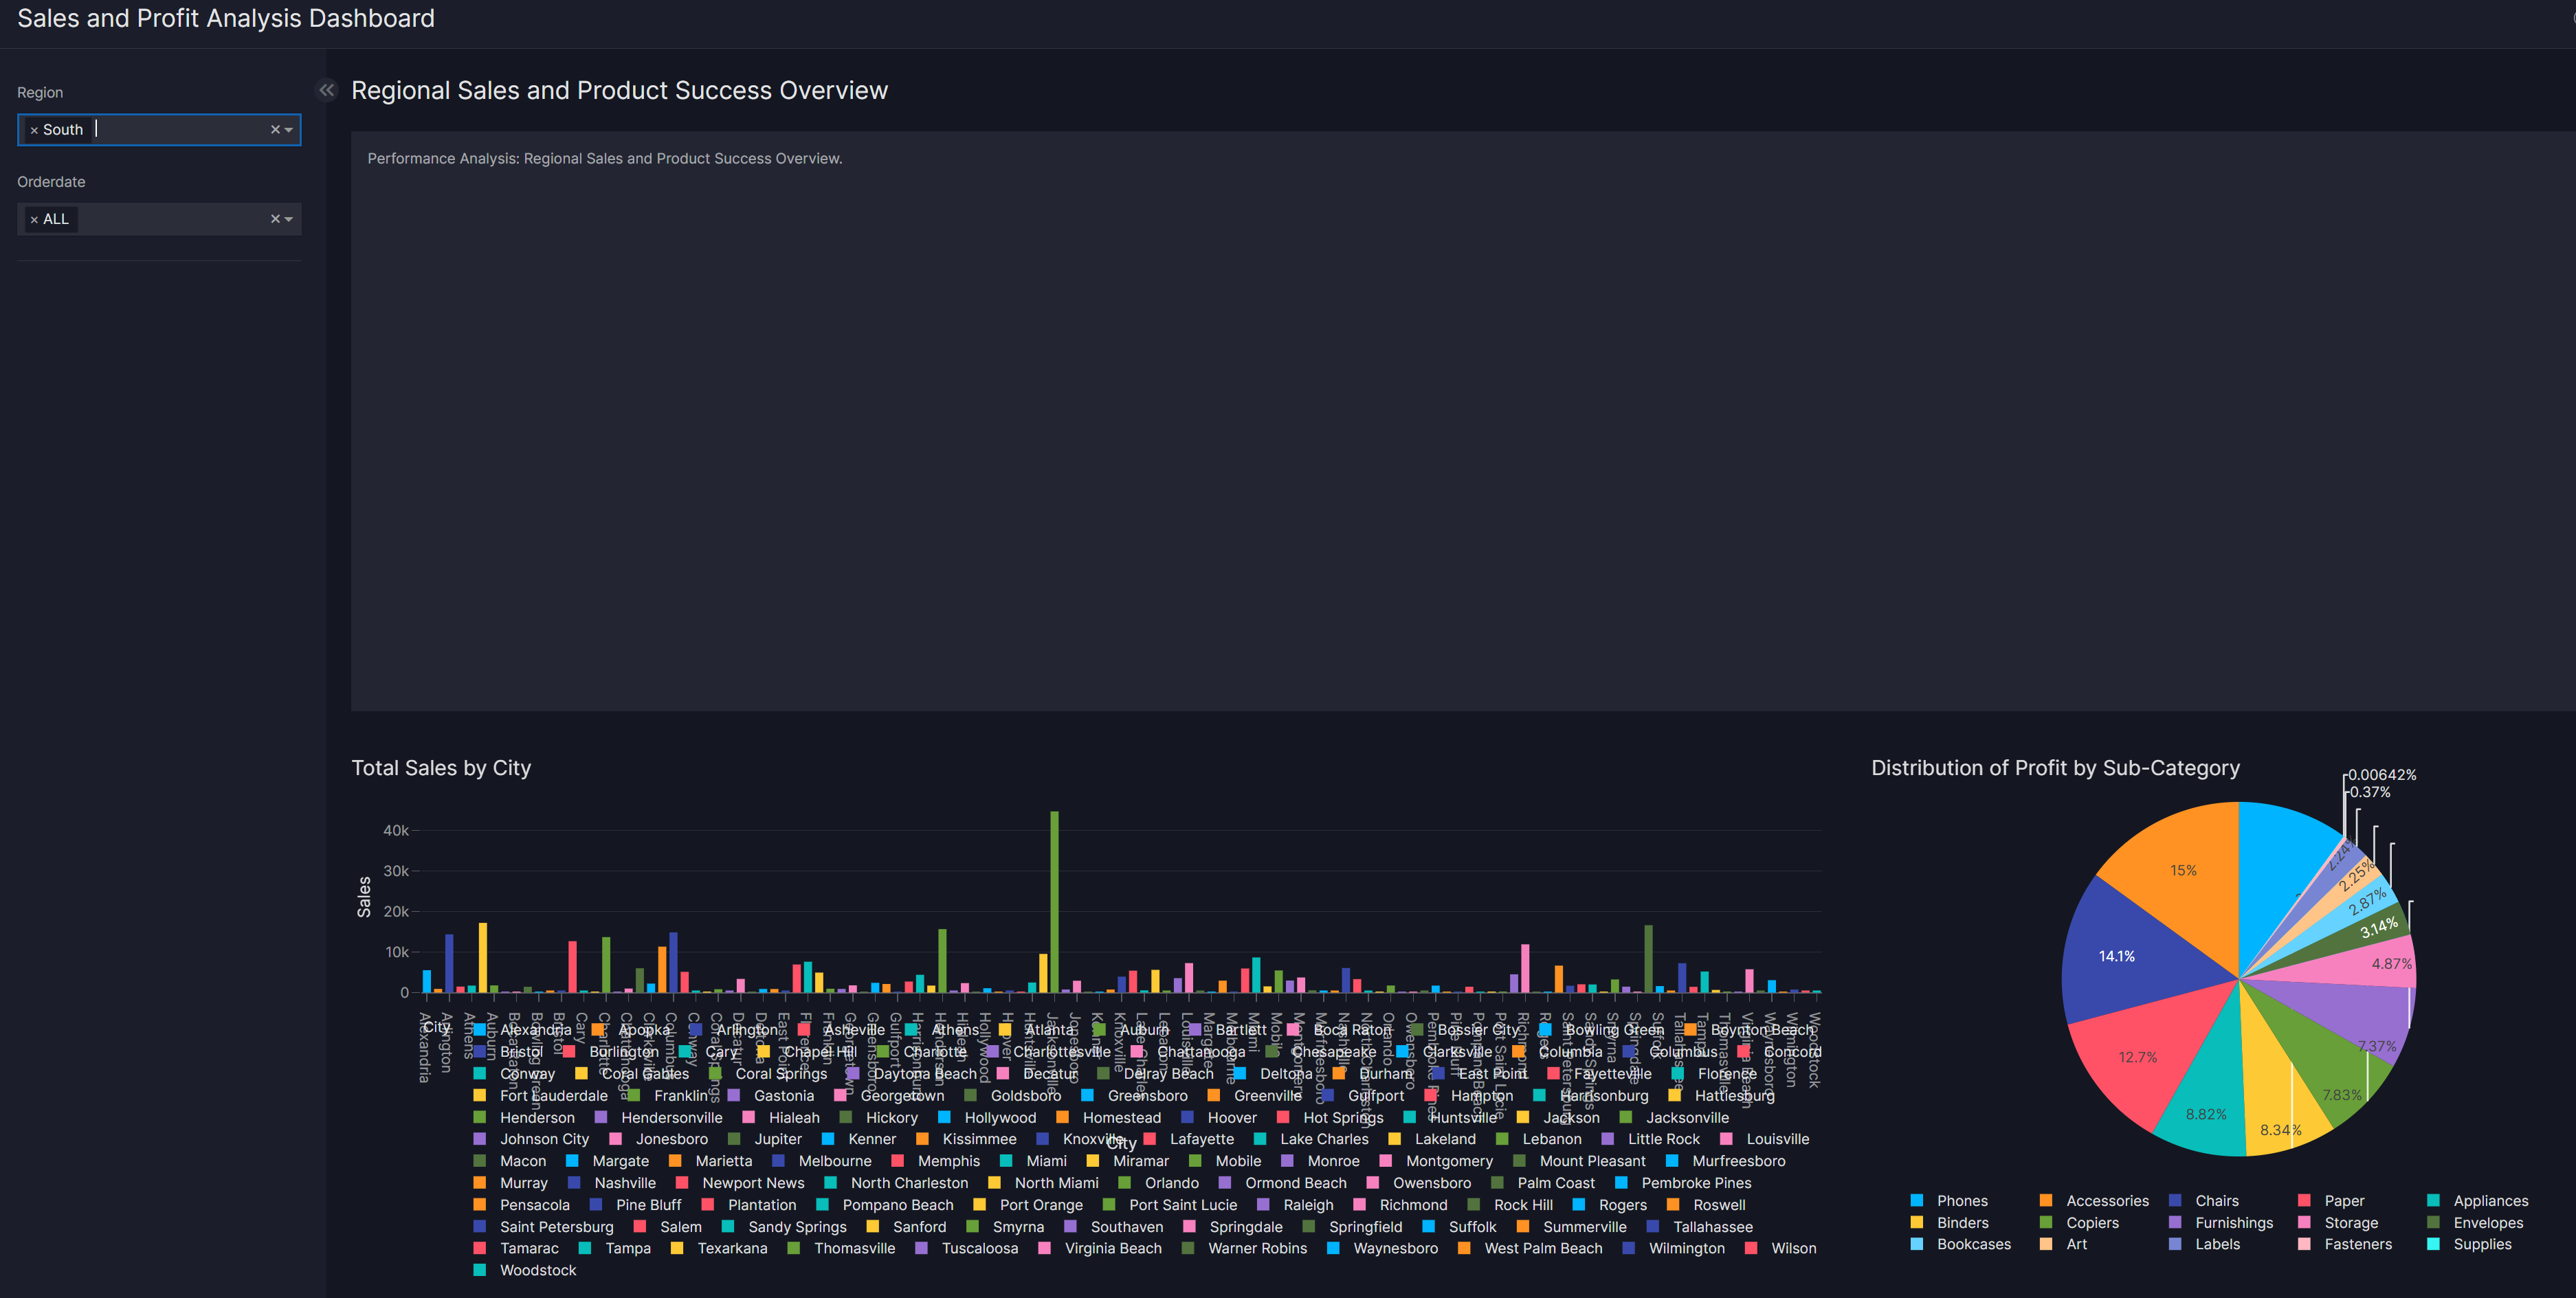 Sales and Profit Analysis Dashboard
Region
× South
Orderdate
× ALL
Regional Sales and Product Success Overview
Performance Analysis: Regional Sales and Product Success Overview.
Total Sales by City
Sales
40k
30k
20k
10k
0
City
Alexandria Apopka Arlington Asheville Athens Atlanta Auburn Bartlett Boca Raton Bossier City Bowling Green Boynton Beach
Bristol Burlington Cary Chapel Hill Charlotte Charlottesville Chattanooga Chesapeake Clarksville Columbia Columbus Concord
Conway Coral Gables Coral Springs Daytona Beach Decatur Delray Beach Deltona Durham East Point Fayetteville Florence
Fort Lauderdale Franklin Gastonia Georgetown Goldsboro Greensboro Greenville Gulfport Hampton Harrisonburg Hattiesburg
Henderson Hendersonville Hialeah Hickory Hollywood Homestead Hoover Hot Springs Huntsville Jackson Jacksonville
Johnson City Jonesboro Jupiter Kenner Kissimmee Knoxville Lafayette Lake Charles Lakeland Lebanon Little Rock Louisville
City
Macon Margate Marietta Melbourne Memphis Miami Miramar Mobile Monroe Montgomery Mount Pleasant Murfreesboro
Murray Nashville Newport News North Charleston North Miami Orlando Ormond Beach Owensboro Palm Coast Pembroke Pines
Pensacola Pine Bluff Plantation Pompano Beach Port Orange Port Saint Lucie Raleigh Richmond Rock Hill Rogers Roswell
Saint Petersburg Salem Sandy Springs Sanford Smyrna Southaven Springdale Springfield Suffolk Summerville Tallahassee
Tamarac Tampa Texarkana Thomasville Tuscaloosa Virginia Beach Warner Robins Waynesboro West Palm Beach Wilmington Wilson
Woodstock
Alexandria
Arlington
Athens
Auburn
Hollywood
Wilmington
Woodstock
Distribution of Profit by Sub-Category
0.00642%
0.37%
2.24%
2.25%
2.87%
3.14%
4.87%
7.37%
7.83%
8.34%
8.82%
12.7%
14.1%
15%
Phones Accessories Chairs Paper Appliances
Binders Copiers Furnishings Storage Envelopes
Bookcases Art Labels Fasteners Supplies